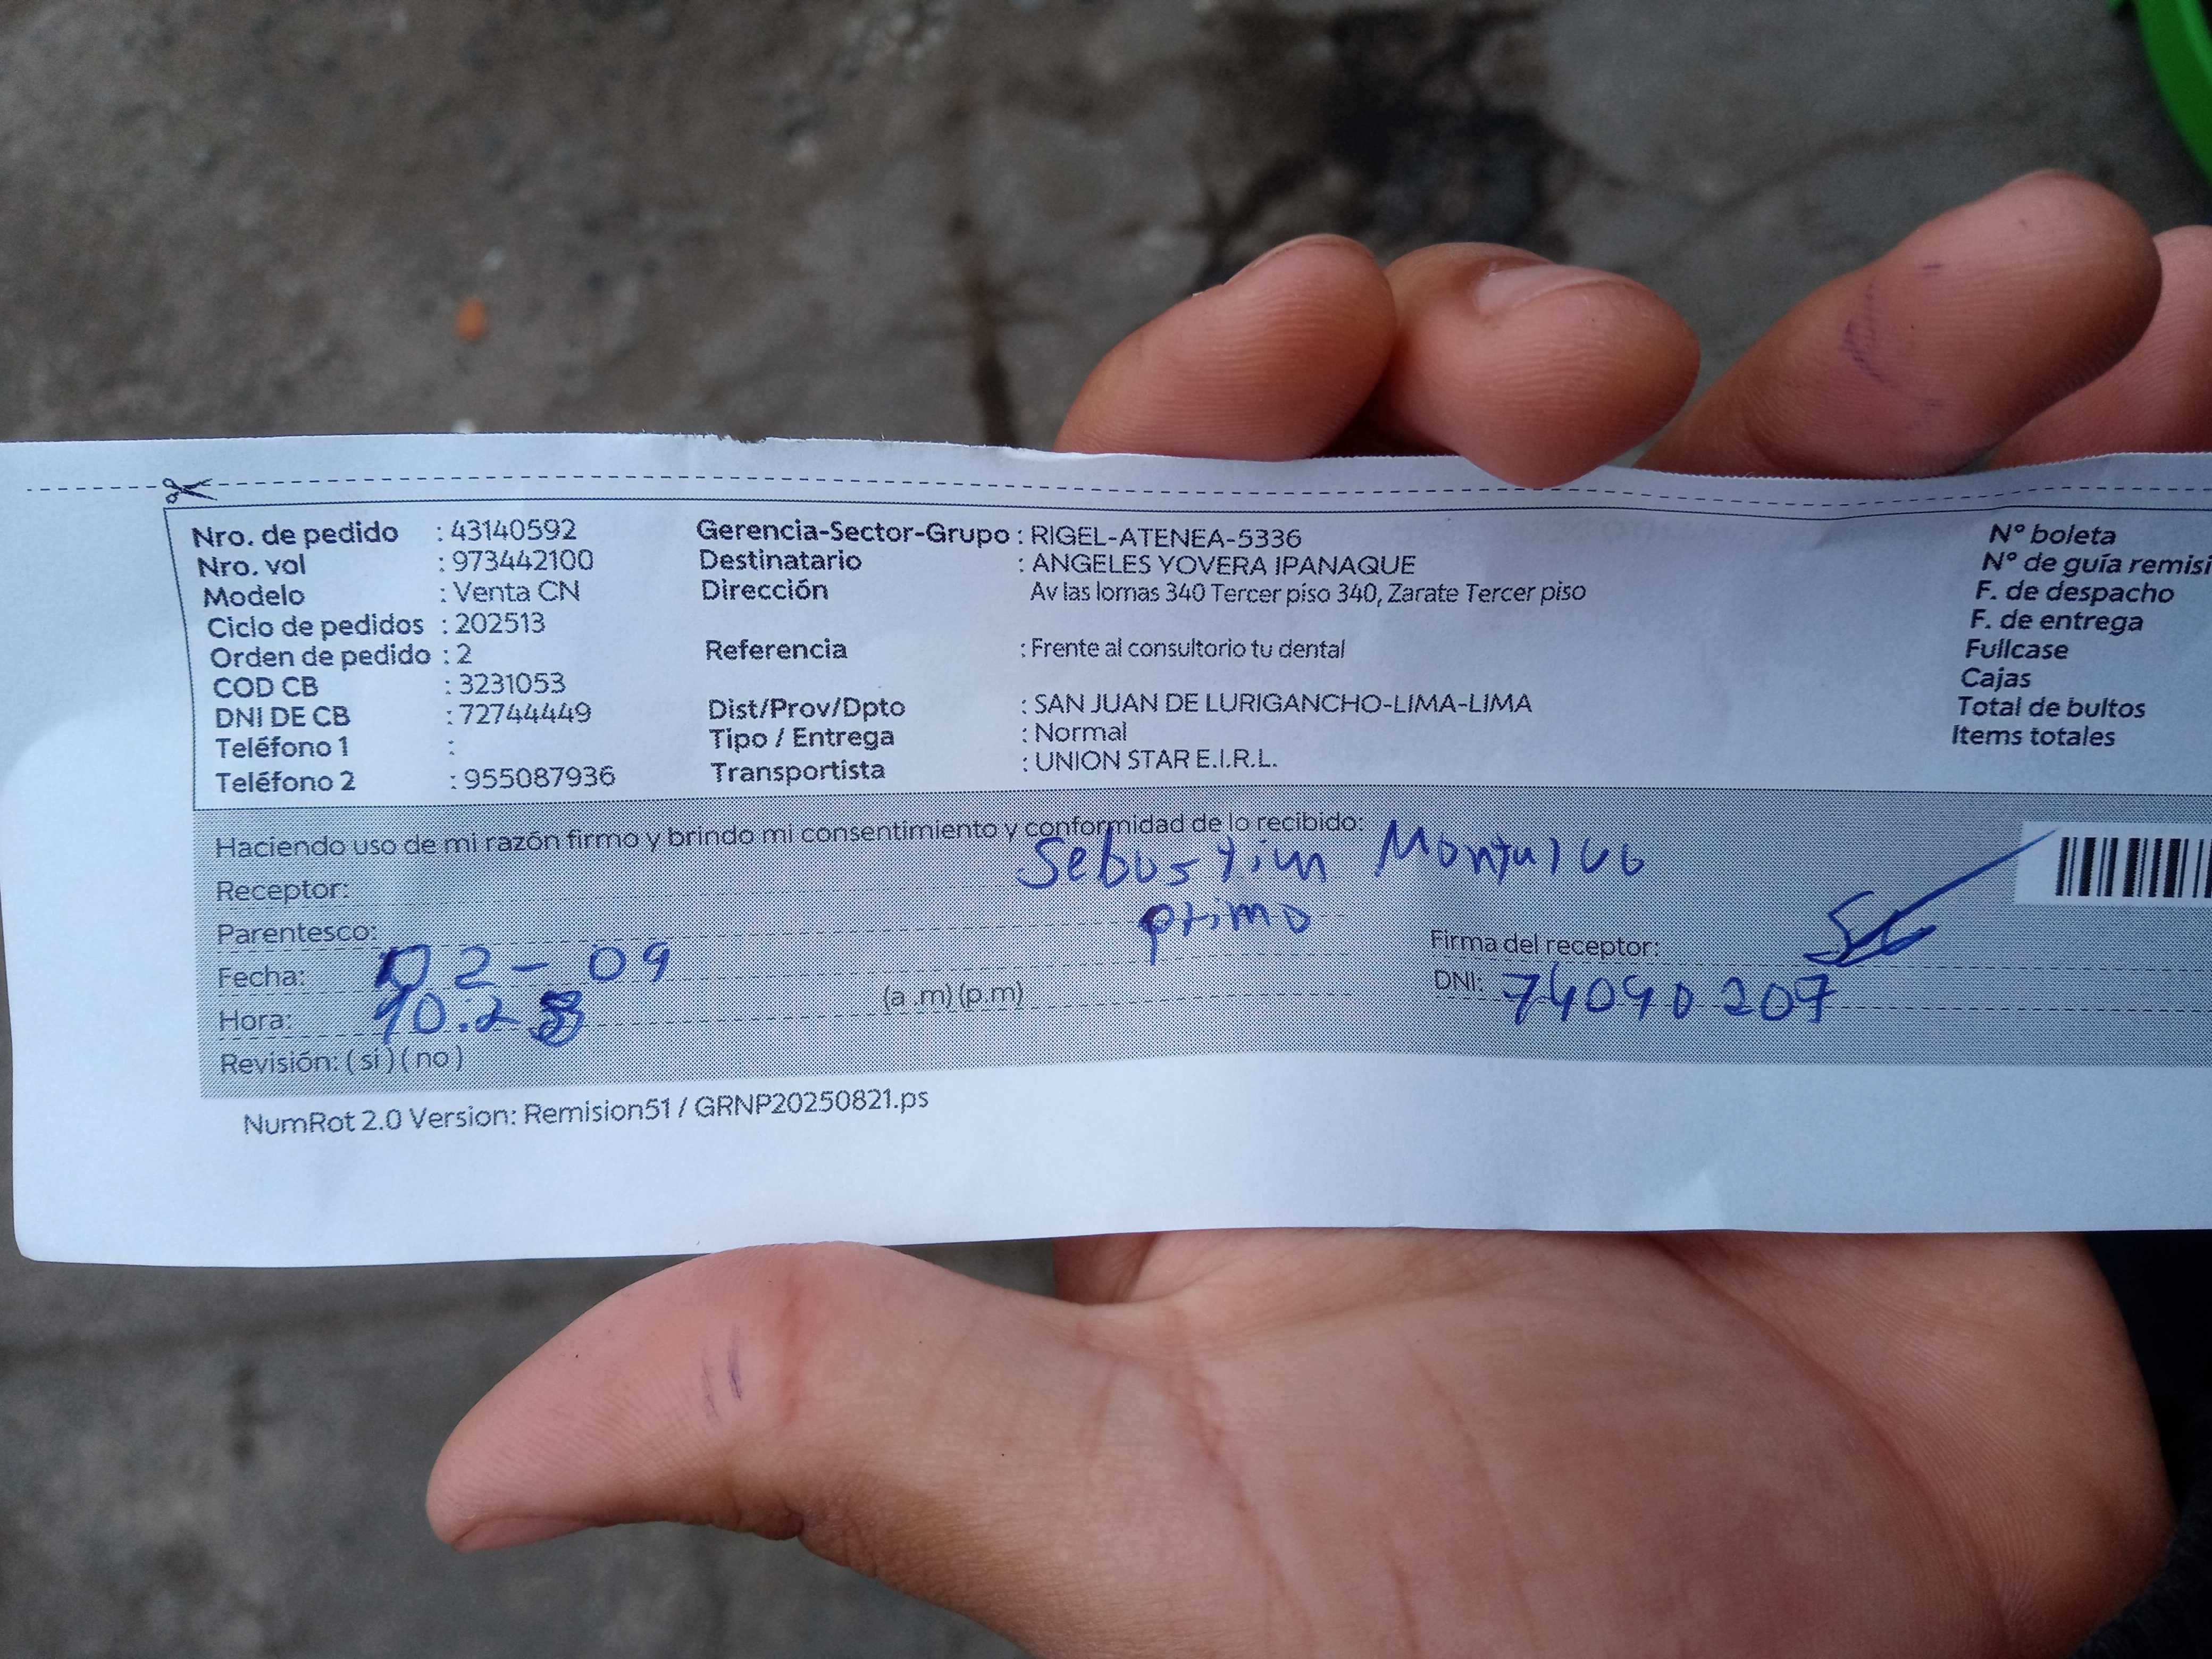 Nro. de pedido : 43140592
Nro. vol : 973442100
Modelo : Venta CN
Ciclo de pedidos : 202513
Orden de pedido : 2
COD CB : 3231053
DNI DE CB : 72744449
Teléfono 1 :
Teléfono 2 : 955087936
Gerencia-Sector-Grupo : RIGEL-ATENEA-5336
Destinatario : ANGELES YOVERA IPANAQUE
Dirección Av las lomas 340 Tercer piso 340, Zarate Tercer piso
Referencia : Frente al consultorio tu dental
Dist/Prov/Dpto : SAN JUAN DE LURIGANCHO-LIMA-LIMA
Tipo / Entrega : Normal
Transportista : UNION STAR E.I.R.L.
N° boleta
N° de guía remisi
F. de despacho
F. de entrega
Fullcase
Cajas
Total de bultos
Items totales
Haciendo uso de mi razón firmo y brindo mi consentimiento y conformidad de lo recibido:
Receptor: Sebastian Montalvo
Parentesco: primo
Fecha: 02-09
Hora: (a .m) (p.m)
Revisión: ( si ) ( no )
Firma del receptor:
DNI: 74090207
NumRot 2.0 Version: Remision51 / GRNP20250821.ps